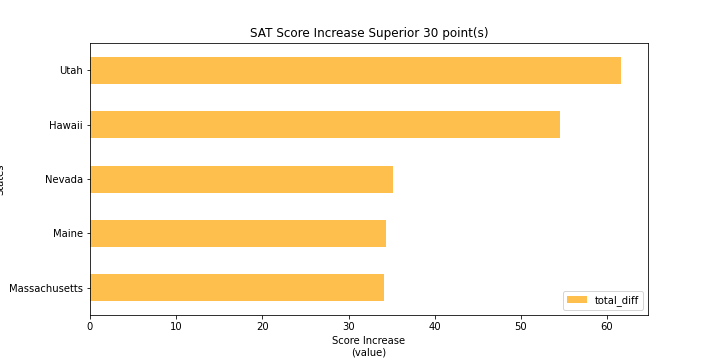 SAT Score Increase Superior 30 point(s)
Utah
Hawaii
Nevada
Maine
Massachusetts
total_diff
0 10 20 30 40 50 60
Score Increase
(value)